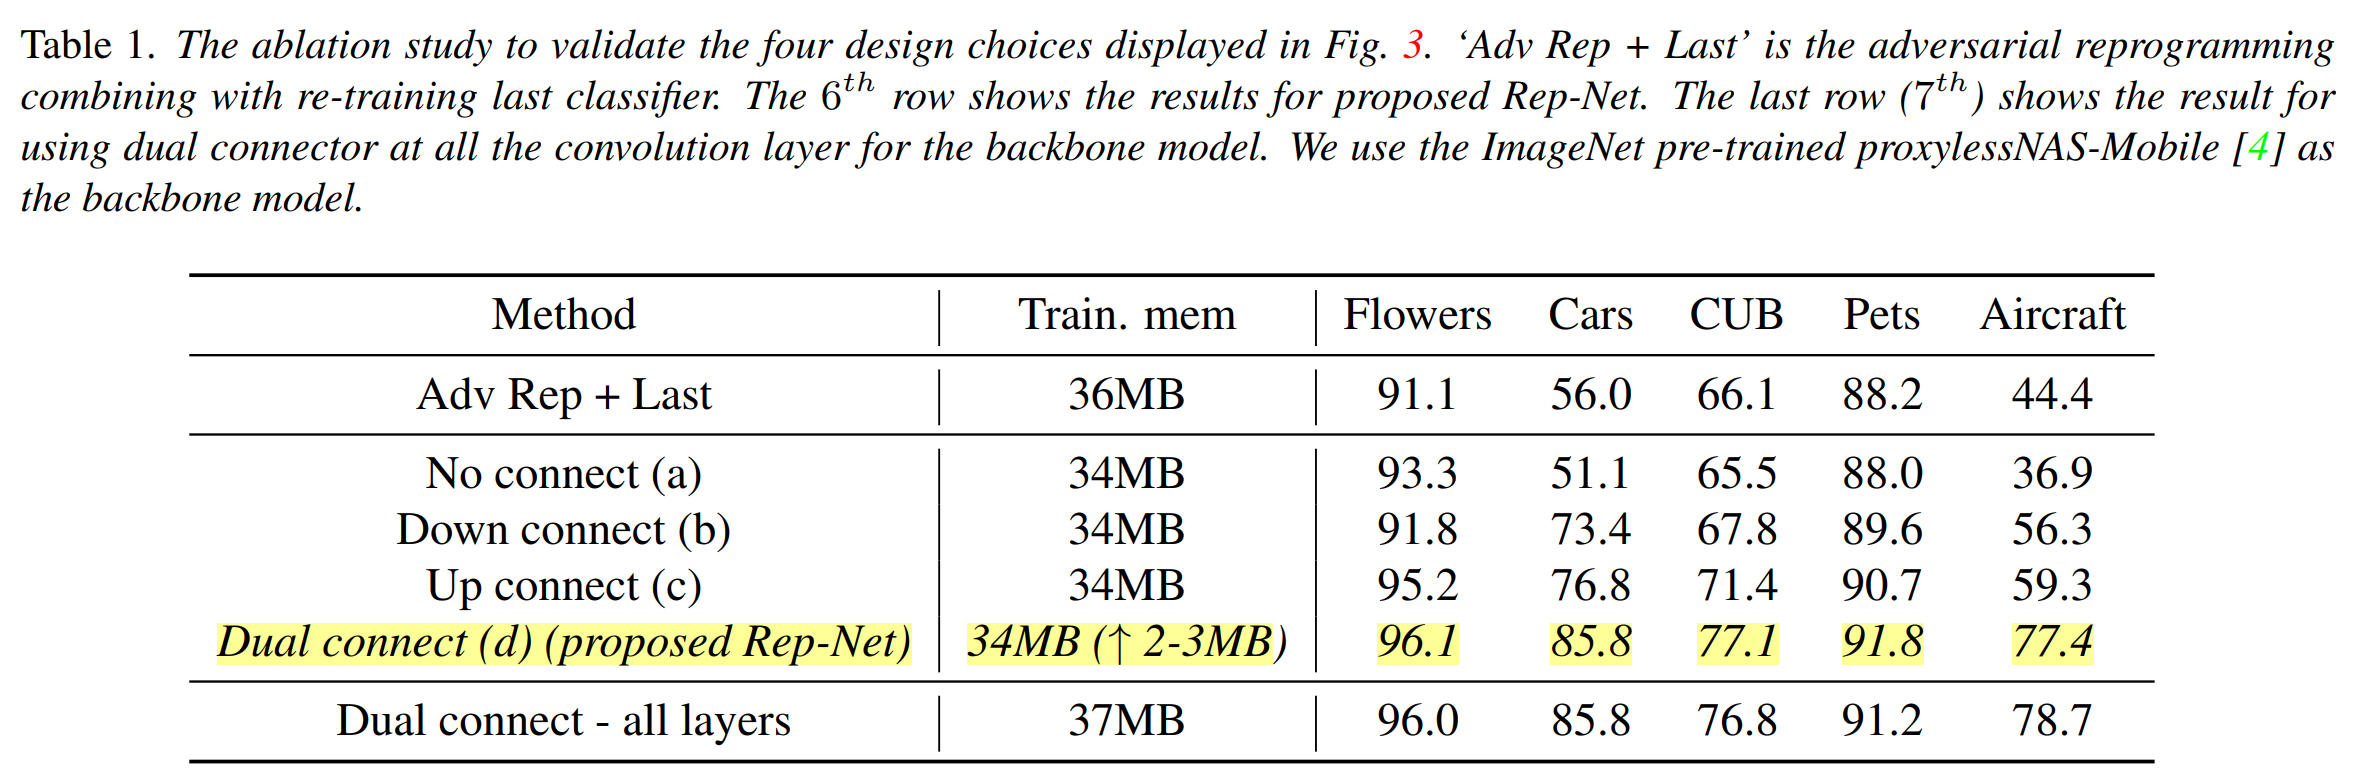 Table 1. The ablation study to validate the four design choices displayed in Fig. 3. ‘Adv Rep + Last’ is the adversarial reprogramming
combining with re-training last classifier. The 6th row shows the results for proposed Rep-Net. The last row (7th) shows the result for
using dual connector at all the convolution layer for the backbone model. We use the ImageNet pre-trained proxylessNAS-Mobile [4] as
the backbone model.
Method Train. mem Flowers Cars CUB Pets Aircraft
Adv Rep + Last 36MB 91.1 56.0 66.1 88.2 44.4
No connect (a) 34MB 93.3 51.1 65.5 88.0 36.9
Down connect (b) 34MB 91.8 73.4 67.8 89.6 56.3
Up connect (c) 34MB 95.2 76.8 71.4 90.7 59.3
Dual connect (d) (proposed Rep-Net) 34MB (↑ 2-3MB) 96.1 85.8 77.1 91.8 77.4
Dual connect - all layers 37MB 96.0 85.8 76.8 91.2 78.7